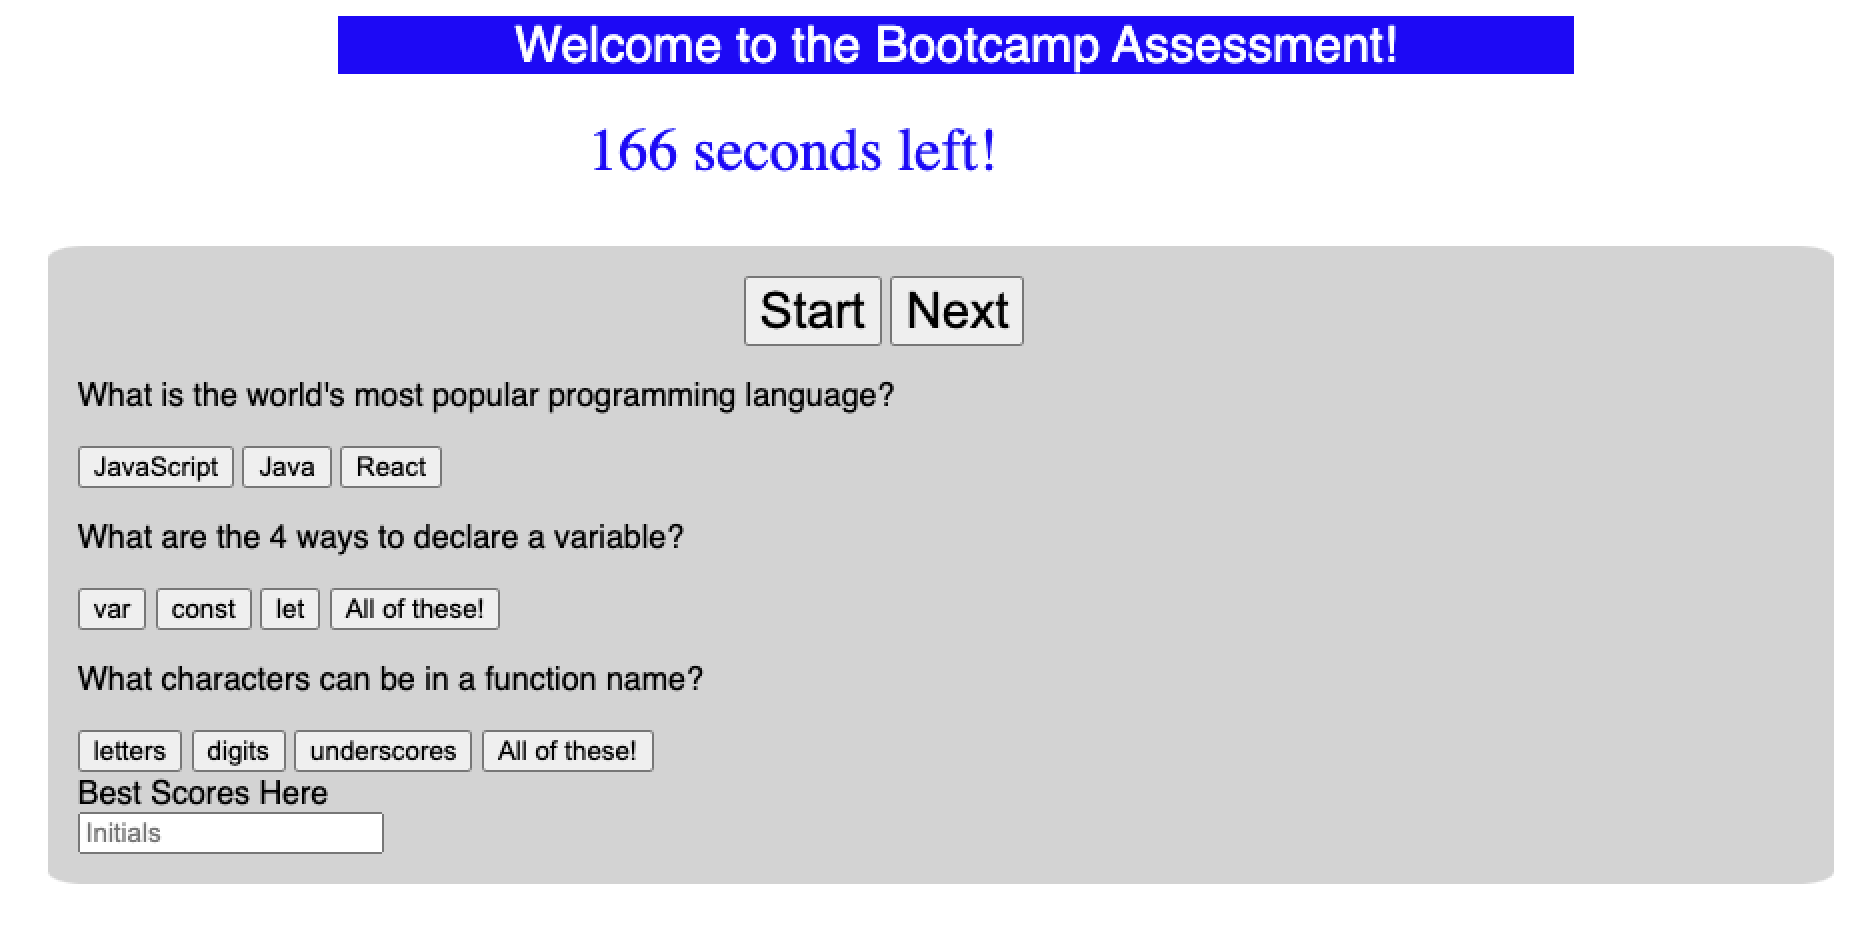 Welcome to the Bootcamp Assessment!
166 seconds left!
Start Next
What is the world's most popular programming language?
JavaScript Java React
What are the 4 ways to declare a variable?
var const let All of these!
What characters can be in a function name?
letters digits underscores All of these!
Best Scores Here
Initials